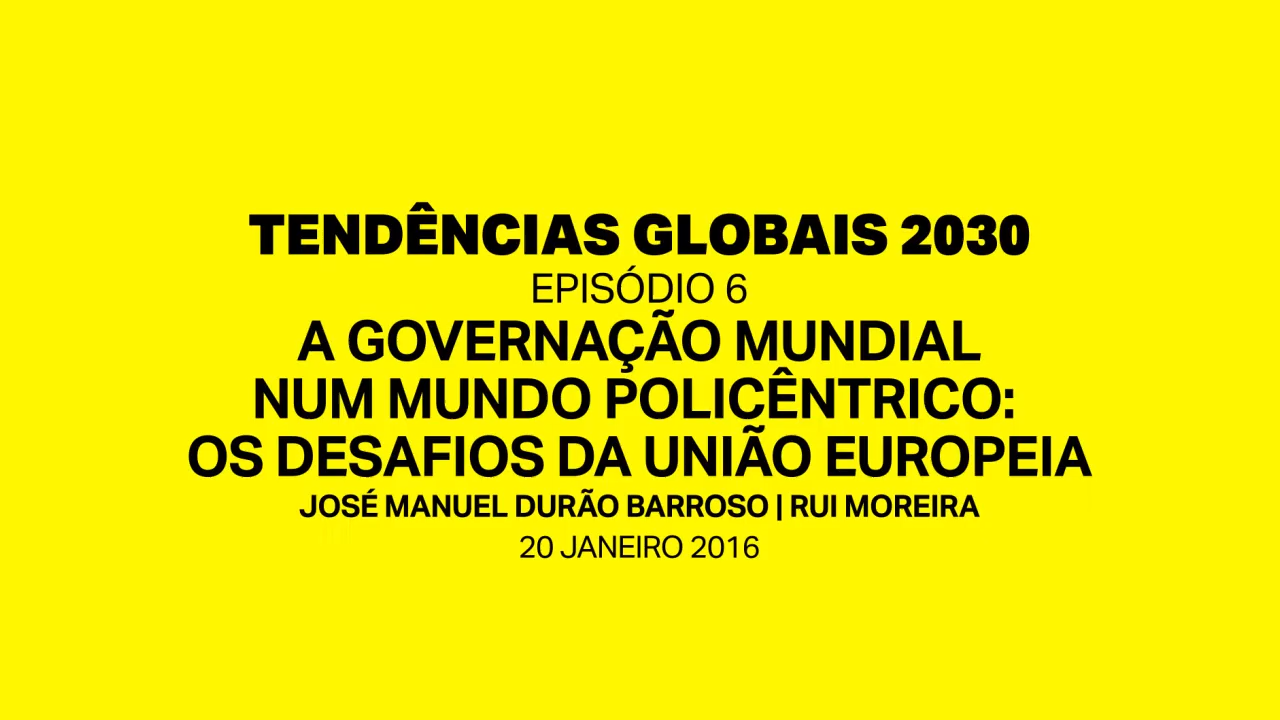 TENDÊNCIAS GLOBAIS 2030
EPISÓDIO 6
A GOVERNAÇÃO MUNDIAL
NUM MUNDO POLICÊNTRICO:
OS DESAFIOS DA UNIÃO EUROPEIA
JOSÉ MANUEL DURÃO BARROSO | RUI MOREIRA
20 JANEIRO 2016